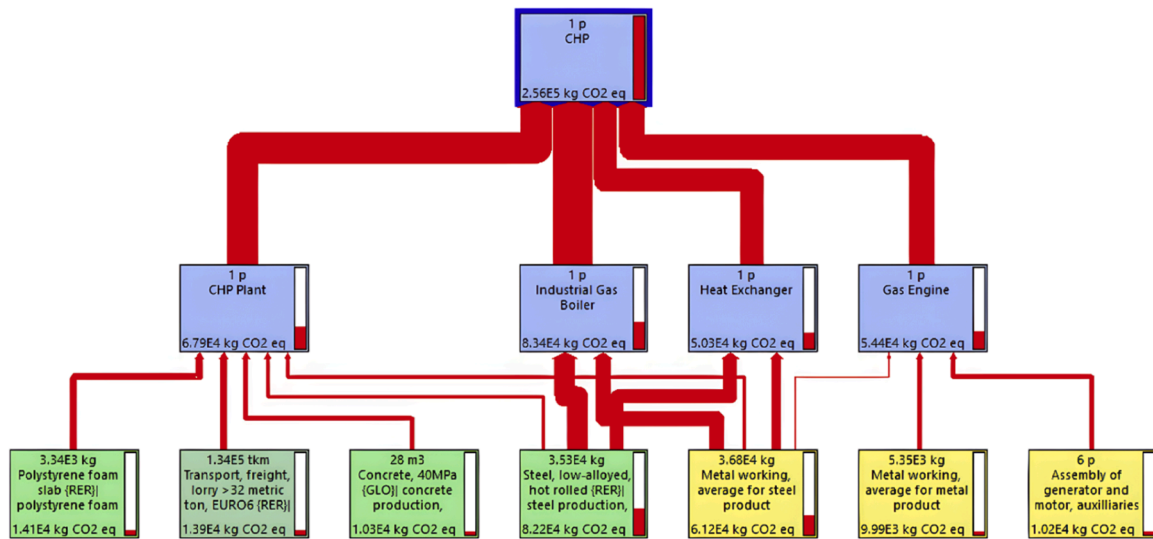 1 p
CHP
2.56E5 kg CO2 eq
1 p
CHP Plant
6.79E4 kg CO2 eq
1 p
Industrial Gas
Boiler
8.34E4 kg CO2 eq
1 p
Heat Exchanger
5.03E4 kg CO2 eq
1 p
Gas Engine
5.44E4 kg CO2 eq
3.34E3 kg
Polystyrene foam
slab {RER}|
polystyrene foam
1.41E4 kg CO2 eq
1.34E5 tkm
Transport, freight,
lorry >32 metric
ton, EURO6 {RER}|
1.39E4 kg CO2 eq
28 m3
Concrete, 40MPa
{GLO}| concrete
production,
1.03E4 kg CO2 eq
3.53E4 kg
Steel, low-alloyed,
hot rolled {RER}|
steel production,
8.22E4 kg CO2 eq
3.68E4 kg
Metal working,
average for steel
product
6.12E4 kg CO2 eq
5.35E3 kg
Metal working,
average for metal
product
9.99E3 kg CO2 eq
6 p
Assembly of
generator and
motor, auxilliaries
1.02E4 kg CO2 eq